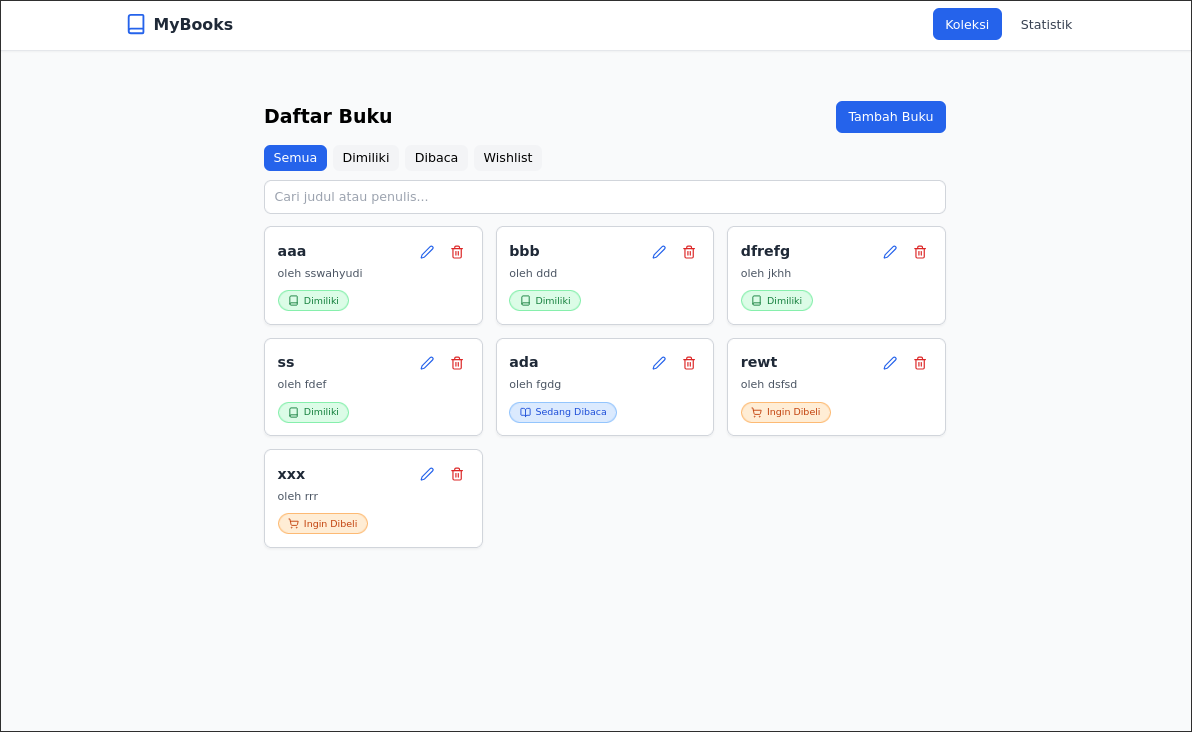 MyBooks
Koleksi
Statistik
Daftar Buku
Tambah Buku
Semua
Dimiliki
Dibaca
Wishlist
Cari judul atau penulis...
aaa
oleh sswahyudi
Dimiliki
bbb
oleh ddd
Dimiliki
dfrefg
oleh jkhh
Dimiliki
ss
oleh fdef
Dimiliki
ada
oleh fgdg
Sedang Dibaca
rewt
oleh dsfsd
Ingin Dibeli
xxx
oleh rrr
Ingin Dibeli